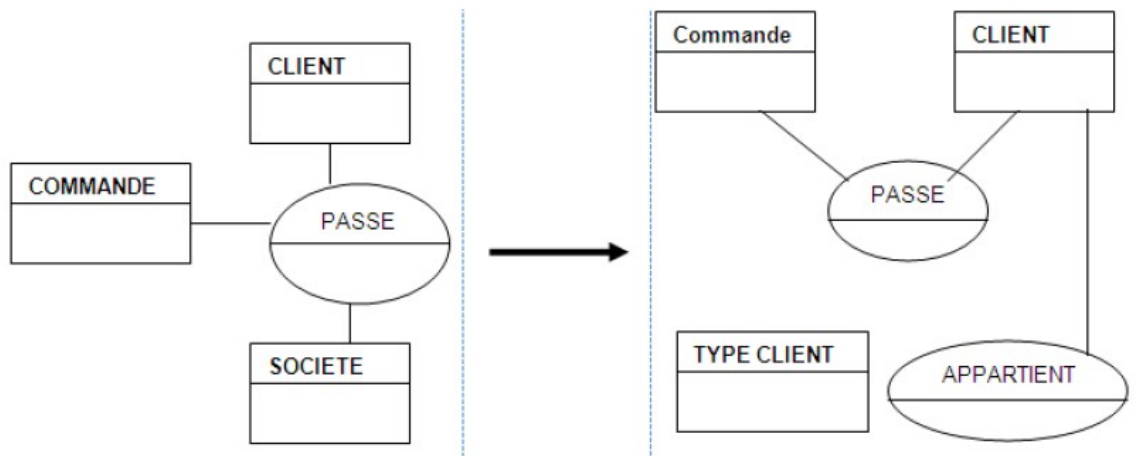 CLIENT
COMMANDE
PASSE
SOCIETE
Commande
CLIENT
PASSE
TYPE CLIENT
APPARTIENT